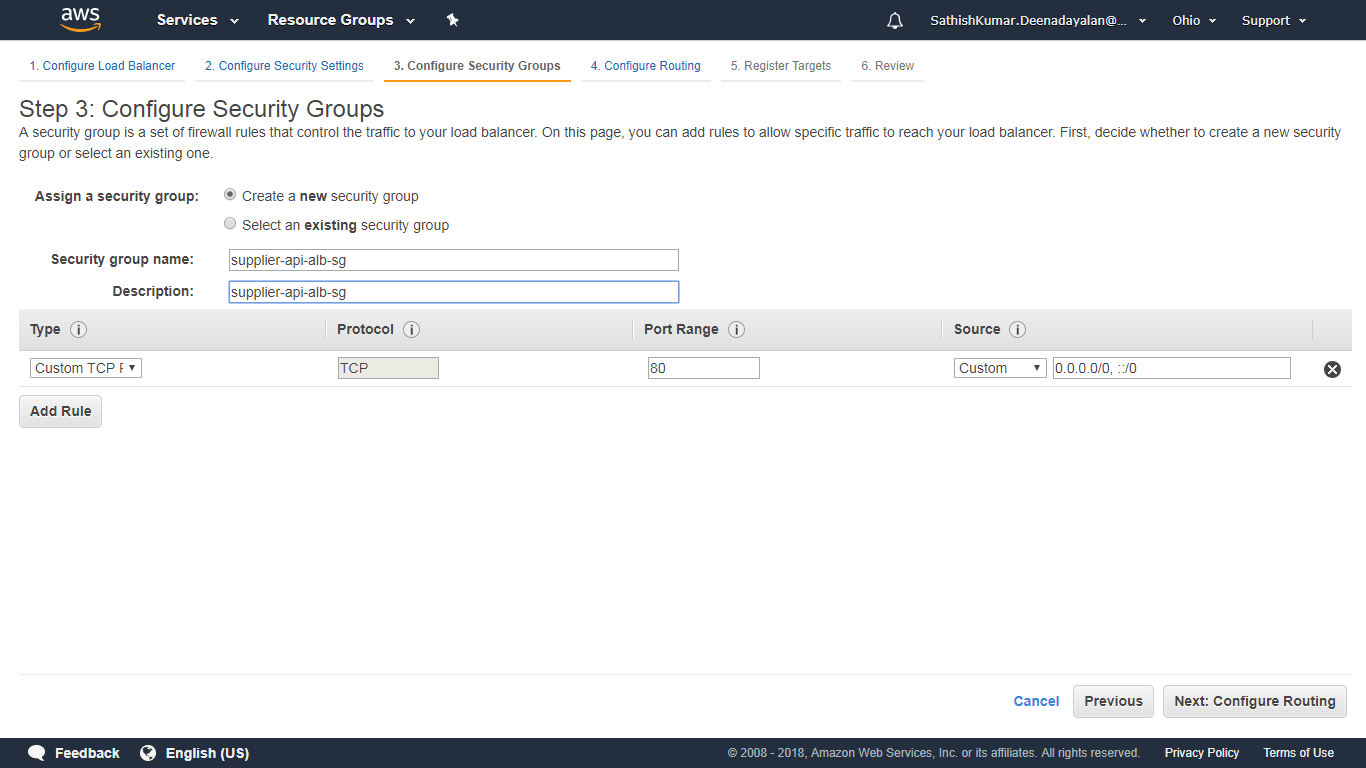 aws Services Resource Groups SathishKumar.Deenadayalan@... Ohio Support
1. Configure Load Balancer 2. Configure Security Settings 3. Configure Security Groups 4. Configure Routing 5. Register Targets 6. Review
Step 3: Configure Security Groups
A security group is a set of firewall rules that control the traffic to your load balancer. On this page, you can add rules to allow specific traffic to reach your load balancer. First, decide whether to create a new security
group or select an existing one.
Assign a security group: Create a new security group
Select an existing security group
Security group name: supplier-api-alb-sg
Description: supplier-api-alb-sg
Type i Protocol i Port Range i Source i
Custom TCP F TCP 80 Custom 0.0.0.0/0, ::/0
Add Rule
Cancel Previous Next: Configure Routing
Feedback English (US) © 2008 - 2018, Amazon Web Services, Inc. or its affiliates. All rights reserved. Privacy Policy Terms of Use